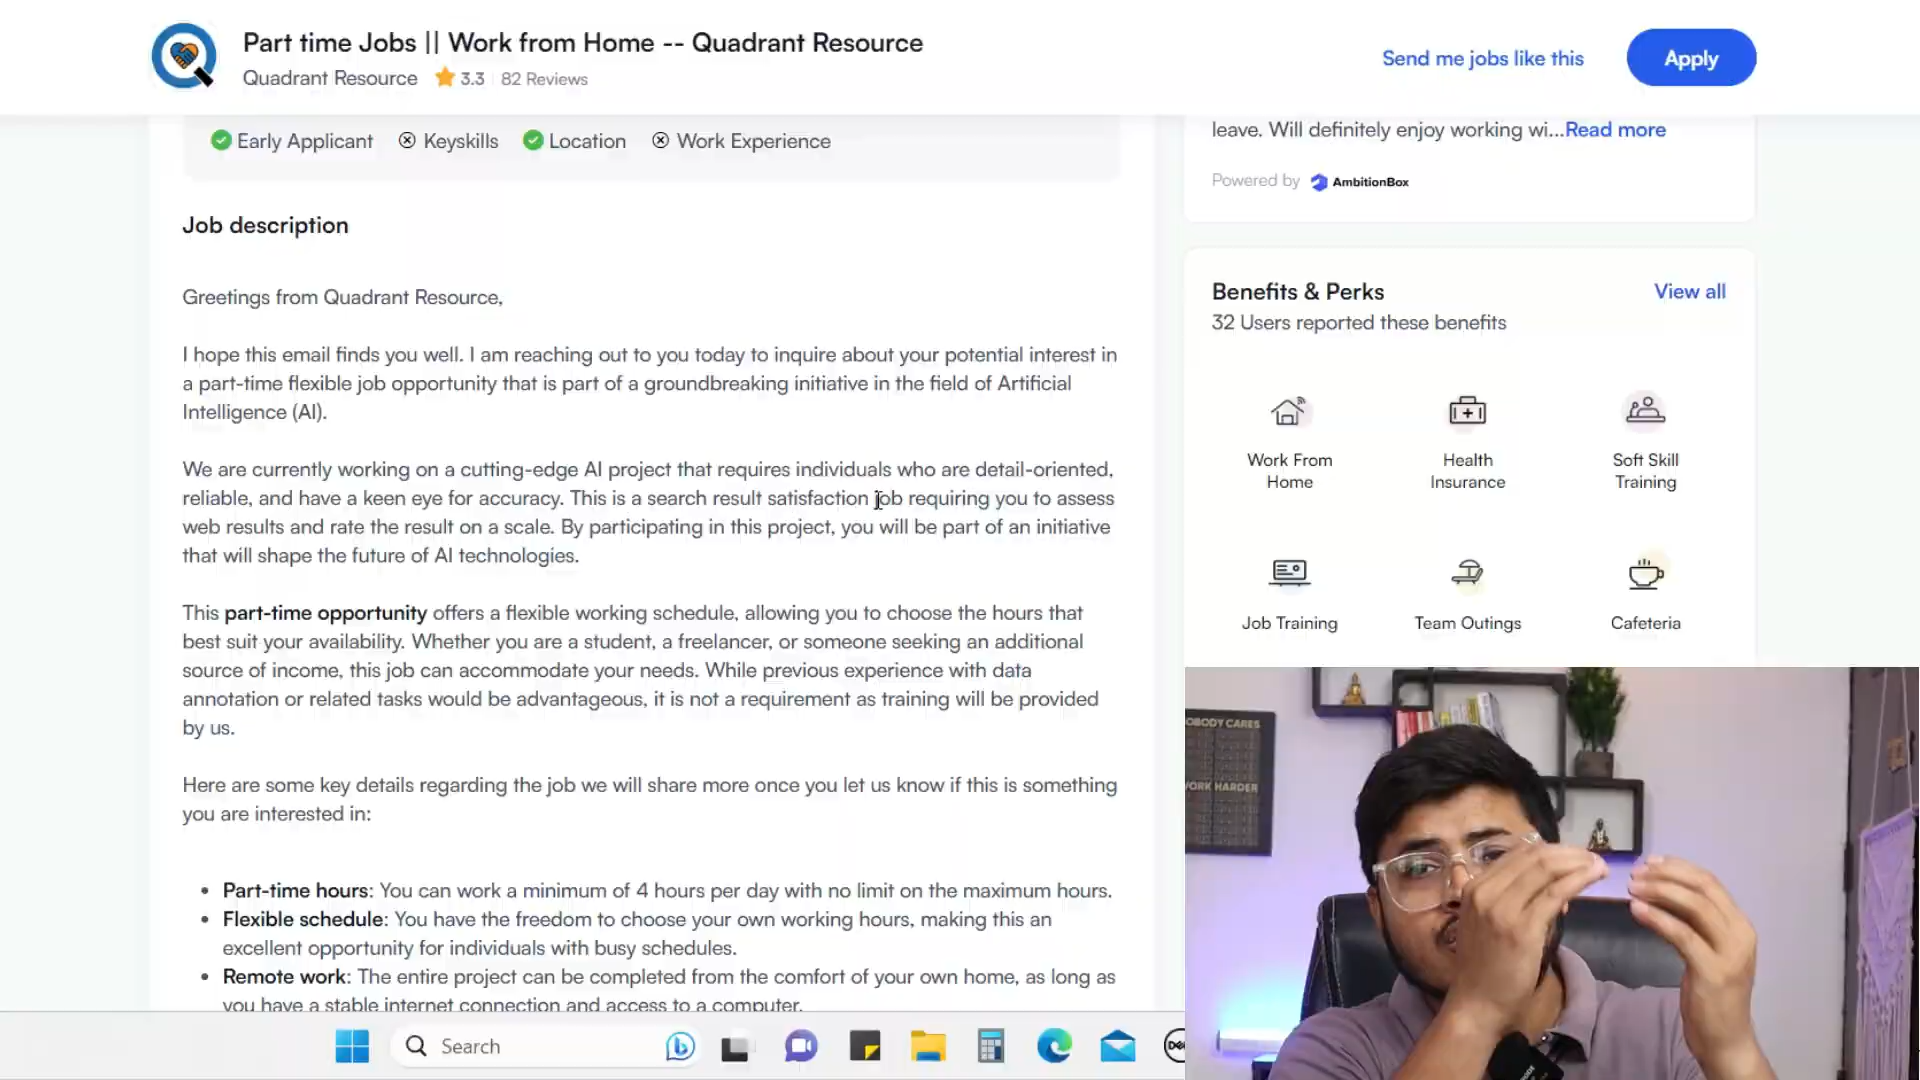 Part time Jobs || Work from Home -- Quadrant Resource
Quadrant Resource 3.3 82 Reviews
Send me jobs like this
Apply
Early Applicant Keyskills Location Work Experience
Job description
Greetings from Quadrant Resource,
I hope this email finds you well. I am reaching out to you today to inquire about your potential interest in
a part-time flexible job opportunity that is part of a groundbreaking initiative in the field of Artificial
Intelligence (AI).
We are currently working on a cutting-edge AI project that requires individuals who are detail-oriented,
reliable, and have a keen eye for accuracy. This is a search result satisfaction job requiring you to assess
web results and rate the result on a scale. By participating in this project, you will be part of an initiative
that will shape the future of AI technologies.
This part-time opportunity offers a flexible working schedule, allowing you to choose the hours that
best suit your availability. Whether you are a student, a freelancer, or someone seeking an additional
source of income, this job can accommodate your needs. While previous experience with data
annotation or related tasks would be advantageous, it is not a requirement as training will be provided
by us.
Here are some key details regarding the job we will share more once you let us know if this is something
you are interested in:
• Part-time hours: You can work a minimum of 4 hours per day with no limit on the maximum hours.
• Flexible schedule: You have the freedom to choose your own working hours, making this an
excellent opportunity for individuals with busy schedules.
• Remote work: The entire project can be completed from the comfort of your own home, as long as
you have a stable internet connection and access to a computer.
leave. Will definitely enjoy working wi...Read more
Powered by AmbitionBox
Benefits & Perks
View all
32 Users reported these benefits
Work From
Home
Health
Insurance
Soft Skill
Training
Job Training
Team Outings
Cafeteria
OBODY CARES
ORK HARDER
Search